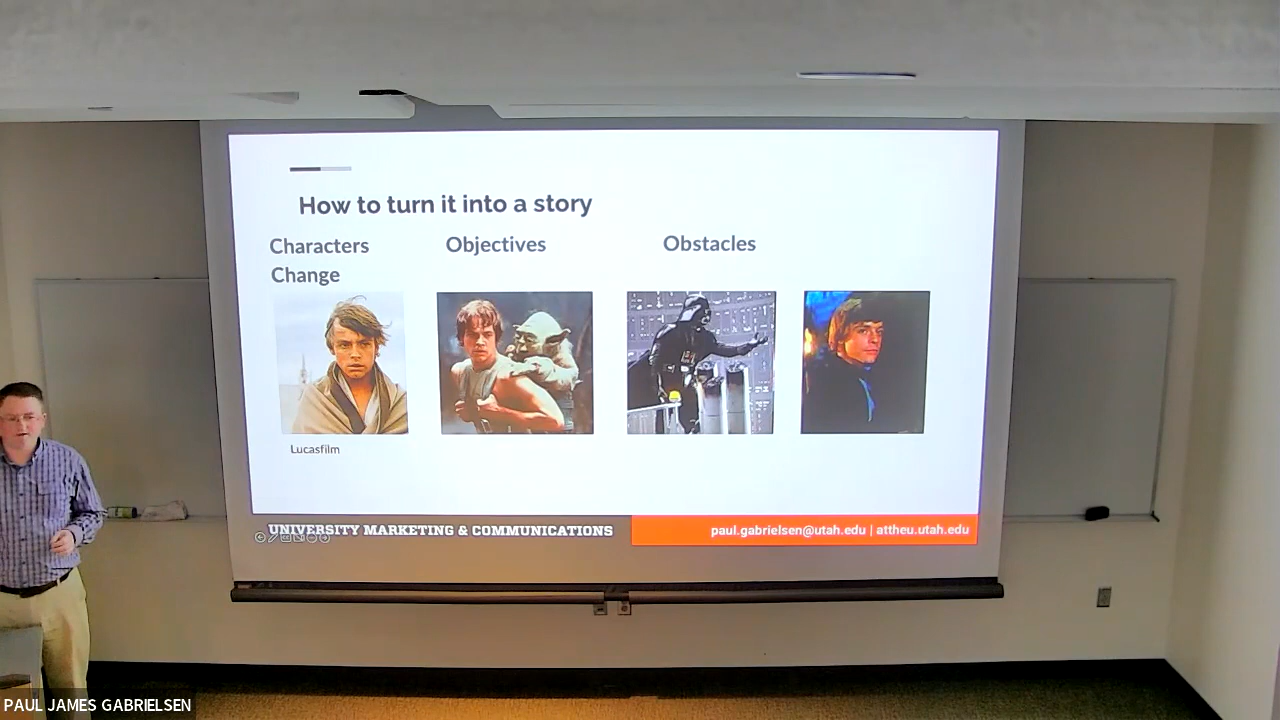 How to turn it into a story
Characters Objectives Obstacles
Change
Lucasfilm
UNIVERSITY MARKETING & COMMUNICATIONS
paul.gabrielsen@utah.edu | attheu.utah.edu
PAUL JAMES GABRIELSEN